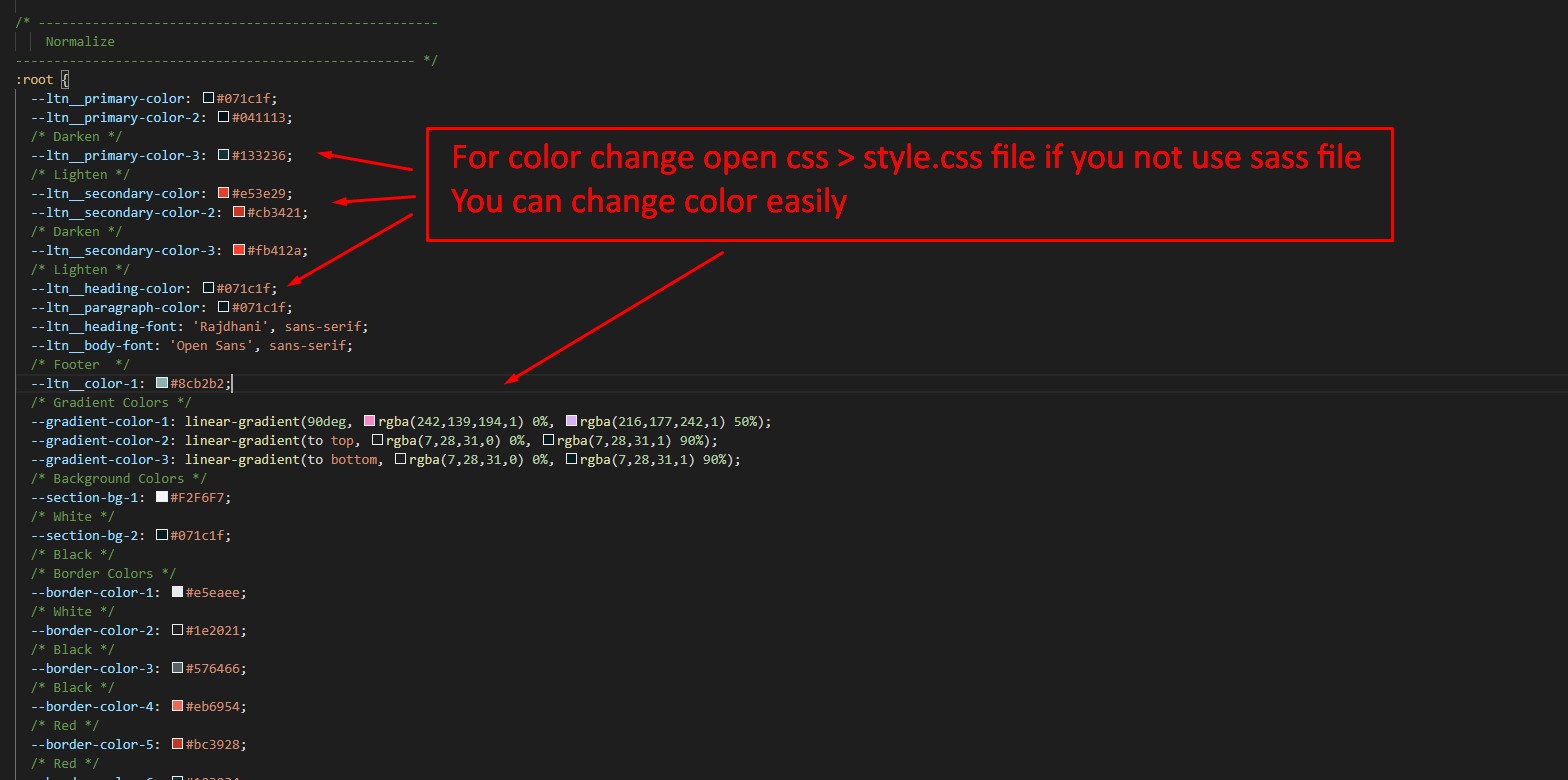 /* ----------------------------------------------------
Normalize
---------------------------------------------------- */
:root {
--ltn__primary-color: #071c1f;
--ltn__primary-color-2: #041113;
/* Darken */
--ltn__primary-color-3: #133236;
/* Lighten */
--ltn__secondary-color: #e53e29;
--ltn__secondary-color-2: #cb3421;
/* Darken */
--ltn__secondary-color-3: #fb412a;
/* Lighten */
--ltn__heading-color: #071c1f;
--ltn__paragraph-color: #071c1f;
--ltn__heading-font: 'Rajdhani', sans-serif;
--ltn__body-font: 'Open Sans', sans-serif;
/* Footer  */
--ltn__color-1: #8cb2b2;
/* Gradient Colors */
--gradient-color-1: linear-gradient(90deg, rgba(242,139,194,1) 0%, rgba(216,177,242,1) 50%);
--gradient-color-2: linear-gradient(to top, rgba(7,28,31,0) 0%, rgba(7,28,31,1) 90%);
--gradient-color-3: linear-gradient(to bottom, rgba(7,28,31,0) 0%, rgba(7,28,31,1) 90%);
/* Background Colors */
--section-bg-1: #F2F6F7;
/* White */
--section-bg-2: #071c1f;
/* Black */
/* Border Colors */
--border-color-1: #e5eaee;
/* White */
--border-color-2: #1e2021;
/* Black */
--border-color-3: #576466;
/* Black */
--border-color-4: #eb6954;
/* Red */
--border-color-5: #bc3928;
/* Red */
For color change open css > style.css file if you not use sass file
You can change color easily